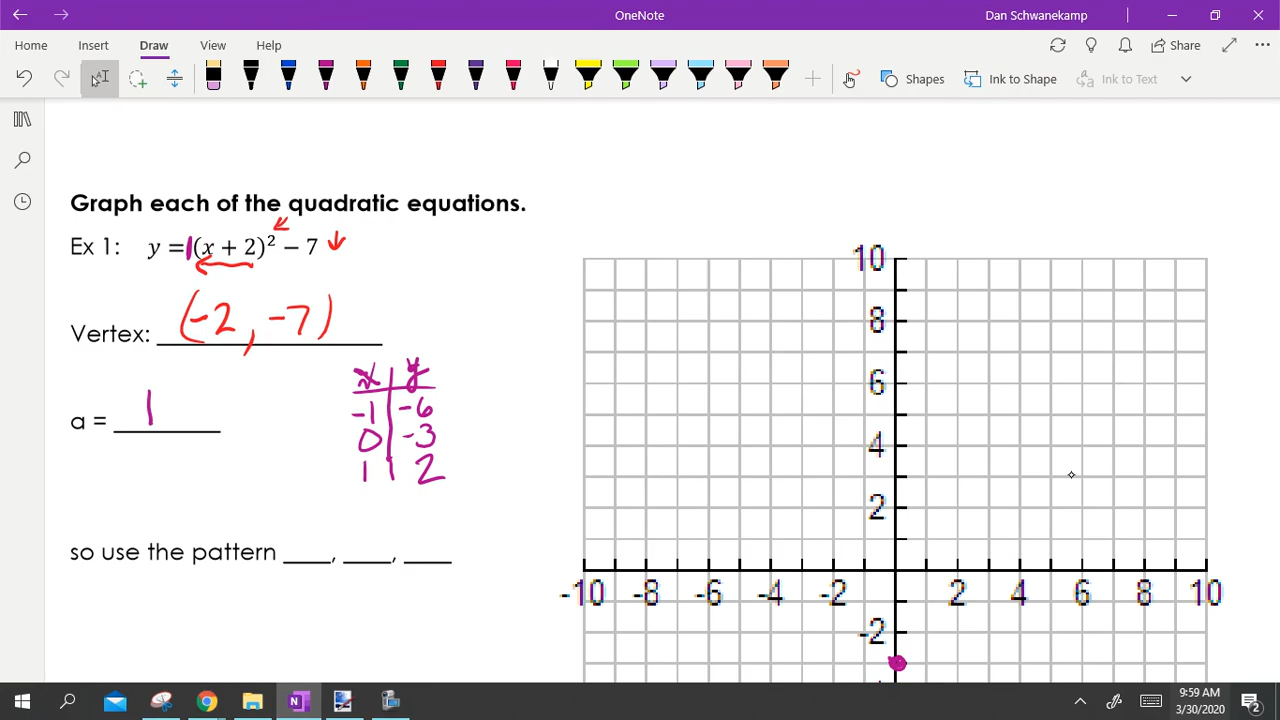 OneNote
Dan Schwanekamp
Home Insert Draw View Help
Share
Shapes Ink to Shape Ink to Text
Graph each of the quadratic equations.
Ex 1: y = 1(x + 2)² − 7
Vertex: (-2, -7)
x | y
-1 | -6
a = 1
0 | -3
1 | 2
so use the pattern ____, ____, ____
10
8
6
4
2
-10 -8 -6 -4 -2 2 4 6 8 10
-2
9:59 AM
3/30/2020
2